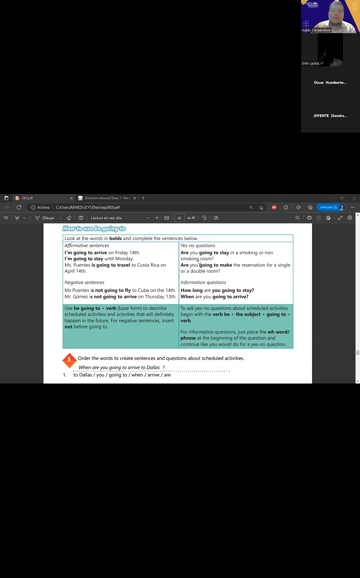 Oscar Humberto...
How to use be going to
Look at the words in bolds and complete the sentences below.
Affirmative sentences
I'm going to arrive on Friday 14th.
I'm going to stay until Monday.
Ms. Puentes is going to travel to Costa Rica on
April 14th.
Negative sentences
Ms Puentes is not going to fly to Cuba on the 14th
Mr. Gómez is not going to arrive on Thursday 13th.
Yes-no questions
Are you going to stay in a smoking or non
smoking room?
Are you going to make the reservation for a single
or a double room?
Information questions
How long are you going to stay?
When are you going to arrive?
Use be going to + verb (base form) to describe
scheduled activities and activities that will definitely
happen in the future. For negative sentences, insert
not before going to.
To ask yes-no questions about scheduled activities
begin with the verb be + the subject + going to +
verb.
For information questions, just place the wh word/
phrase at the beginning of the question and
continue like you would do for a yes-no question.
Order the words to create sentences and questions about scheduled activities.
When are you going to arrive to Dallas ?
1. to Dallas / you / going to / when / arrive / are